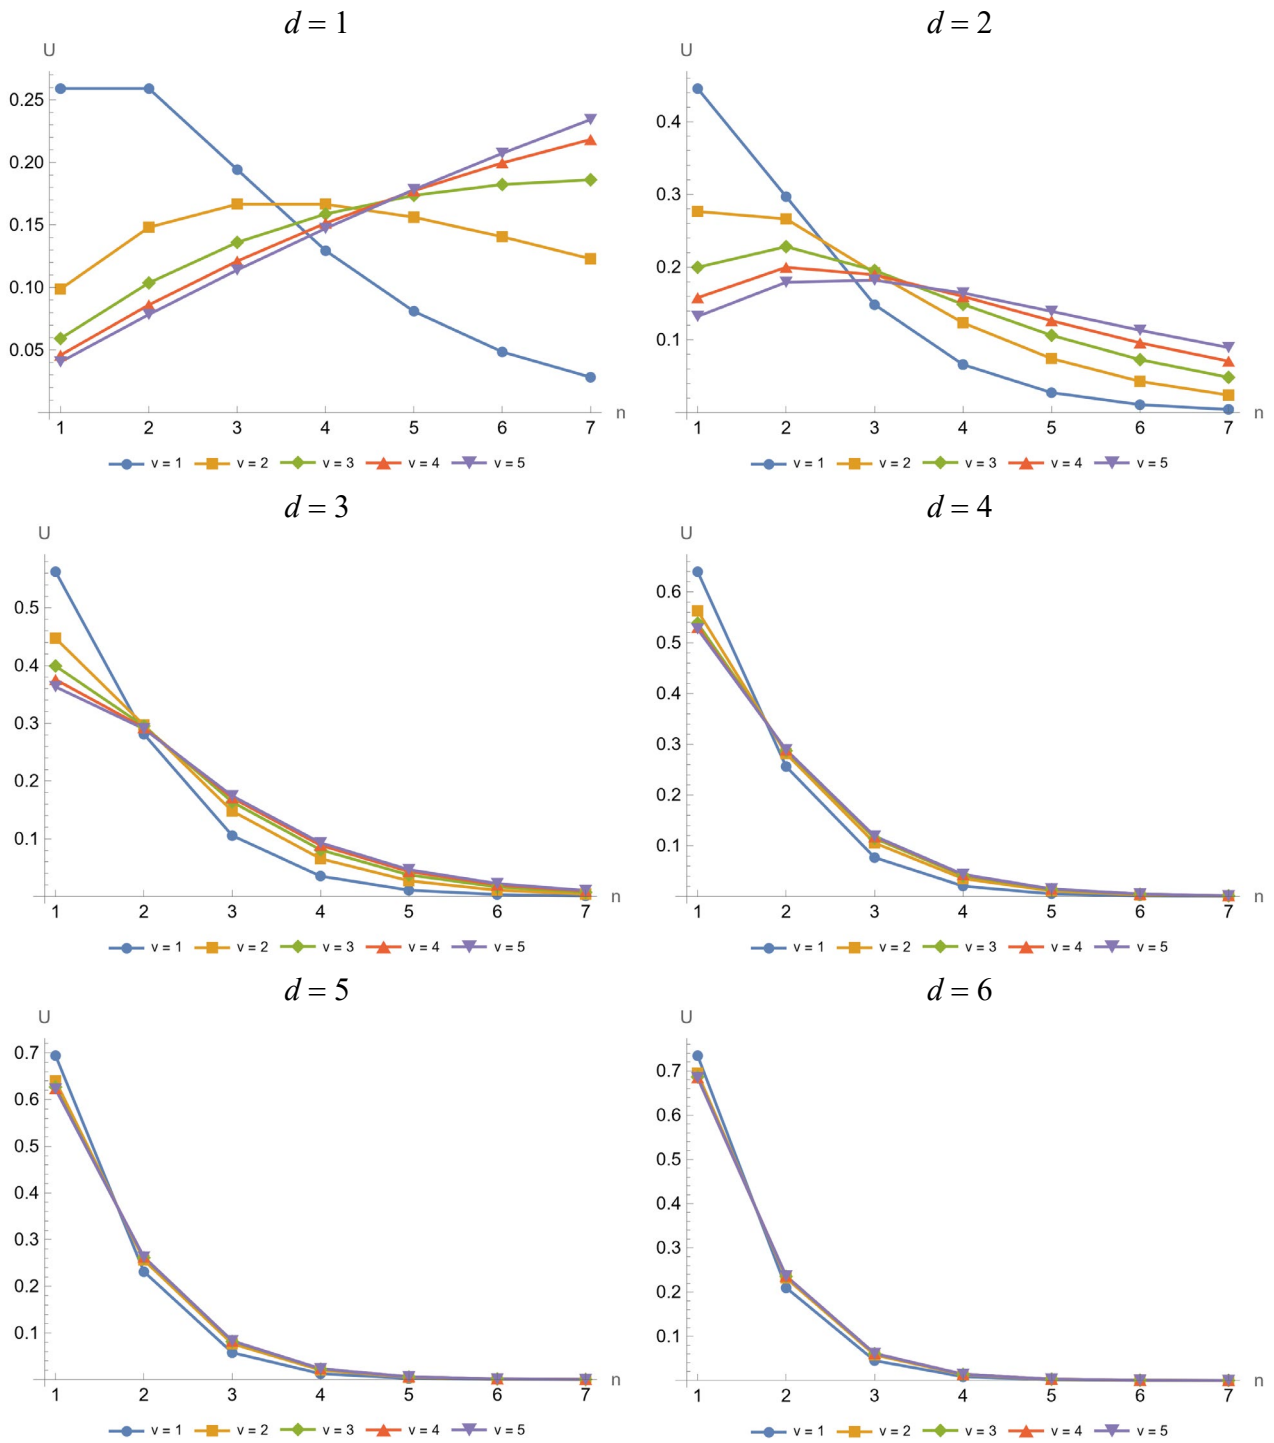 d = 1
U
0.25
0.20
0.15
0.10
0.05
1 2 3 4 5 6 7 n
v = 1 v = 2 v = 3 v = 4 v = 5
d = 2
U
0.4
0.3
0.2
0.1
1 2 3 4 5 6 7 n
v = 1 v = 2 v = 3 v = 4 v = 5
d = 3
U
0.5
0.4
0.3
0.2
0.1
1 2 3 4 5 6 7 n
v = 1 v = 2 v = 3 v = 4 v = 5
d = 4
U
0.6
0.5
0.4
0.3
0.2
0.1
1 2 3 4 5 6 7 n
v = 1 v = 2 v = 3 v = 4 v = 5
d = 5
U
0.7
0.6
0.5
0.4
0.3
0.2
0.1
1 2 3 4 5 6 7 n
v = 1 v = 2 v = 3 v = 4 v = 5
d = 6
U
0.7
0.6
0.5
0.4
0.3
0.2
0.1
1 2 3 4 5 6 7 n
v = 1 v = 2 v = 3 v = 4 v = 5